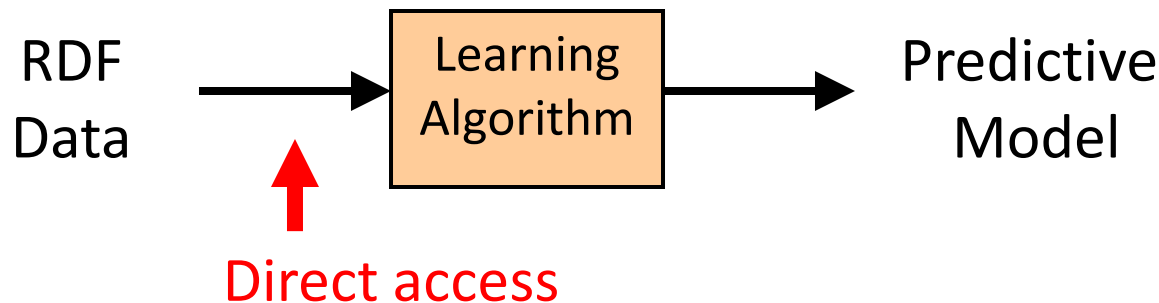 RDF
Data
Learning
Algorithm
Predictive
Model
Direct access